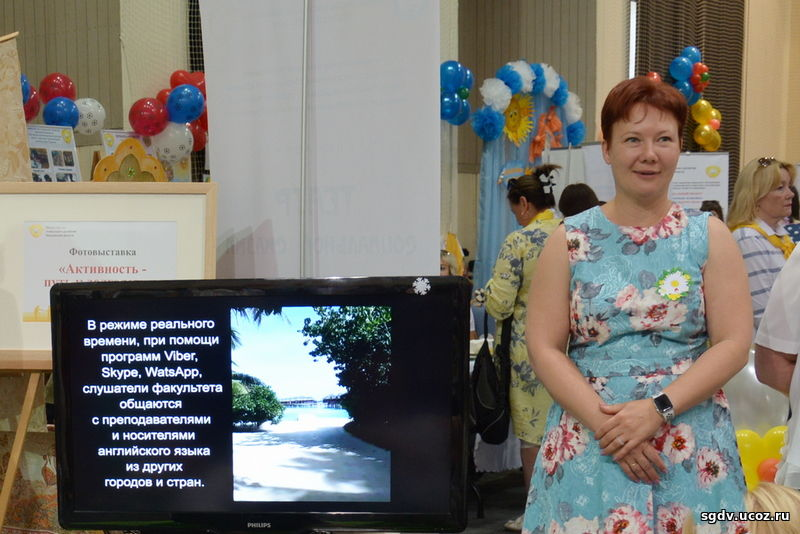 Фотовыставка
«Активность -
В режиме реального
времени, при помощи
программ Viber,
Skype, WatsApp,
слушатели факультета
общаются
с преподавателями
и носителями
английского языка
из других
городов и стран.
PHILIPS
sgdv.ucoz.ru